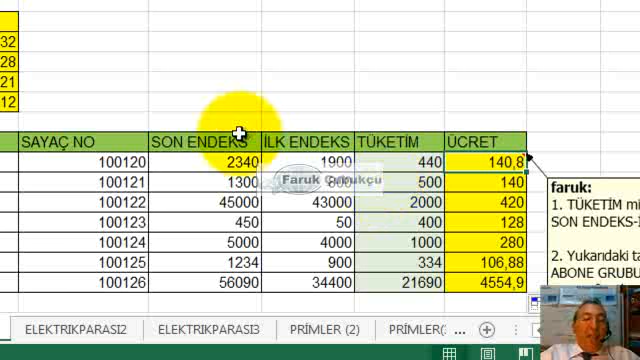 32
28
21
12
SAYAÇ NO SON ENDEKS İLK ENDEKS TÜKETİM ÜCRET
100120 2340 1900 440 140,8
100121 1300 800 500 140
100122 45000 43000 2000 420
100123 450 50 400 128
100124 5000 4000 1000 280
100125 1234 900 334 106,88
100126 56090 34400 21690 4554,9
Faruk Çubukçu
faruk:
1. TÜKETİM mi
SON ENDEKS-İ
2. Yukarıdaki ta
ABONE GRUBU
ELEKTRIKPARASI2 ELEKTRIKPARASI3 PRİMLER (2) PRİMLER(: ...